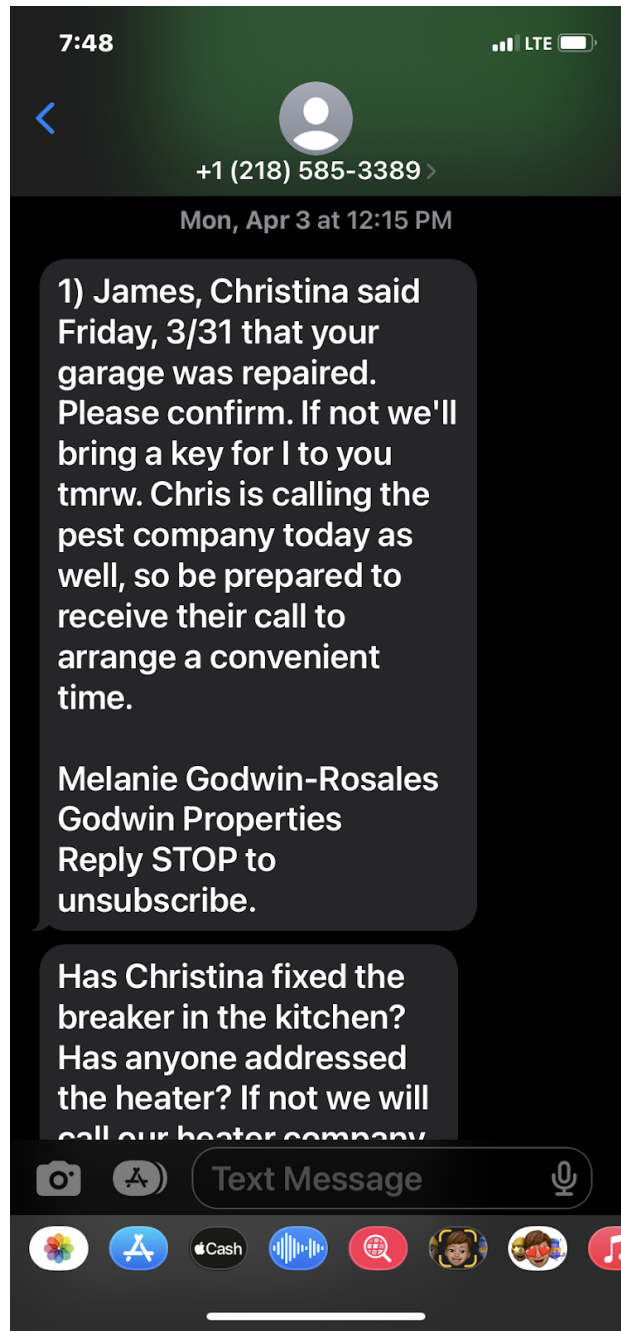 7:48
LTE
+1 (218) 585-3389
Mon, Apr 3 at 12:15 PM
1) James, Christina said
Friday, 3/31 that your
garage was repaired.
Please confirm. If not we'll
bring a key for I to you
tmrw. Chris is calling the
pest company today as
well, so be prepared to
receive their call to
arrange a convenient
time.
Melanie Godwin-Rosales
Godwin Properties
Reply STOP to
unsubscribe.
Has Christina fixed the
breaker in the kitchen?
Has anyone addressed
the heater? If not we will
call our heater company
Text Message
Cash